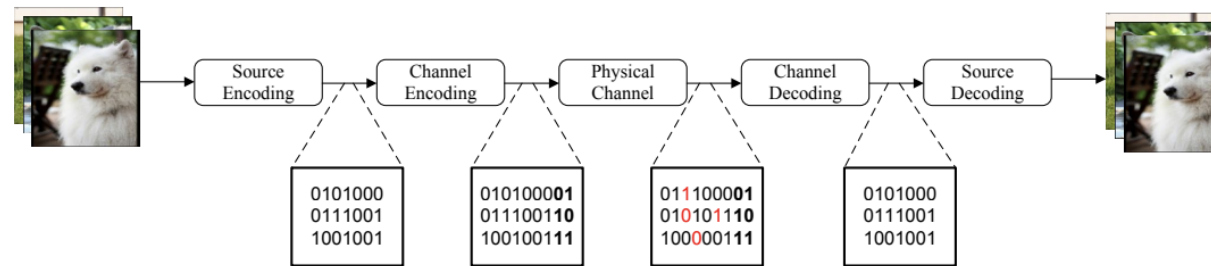 Source
Encoding
Channel
Encoding
Physical
Channel
Channel
Decoding
Source
Decoding
0101000
0111001
1001001
010100001
011100110
100100111
011100001
010101110
100000111
0101000
0111001
1001001